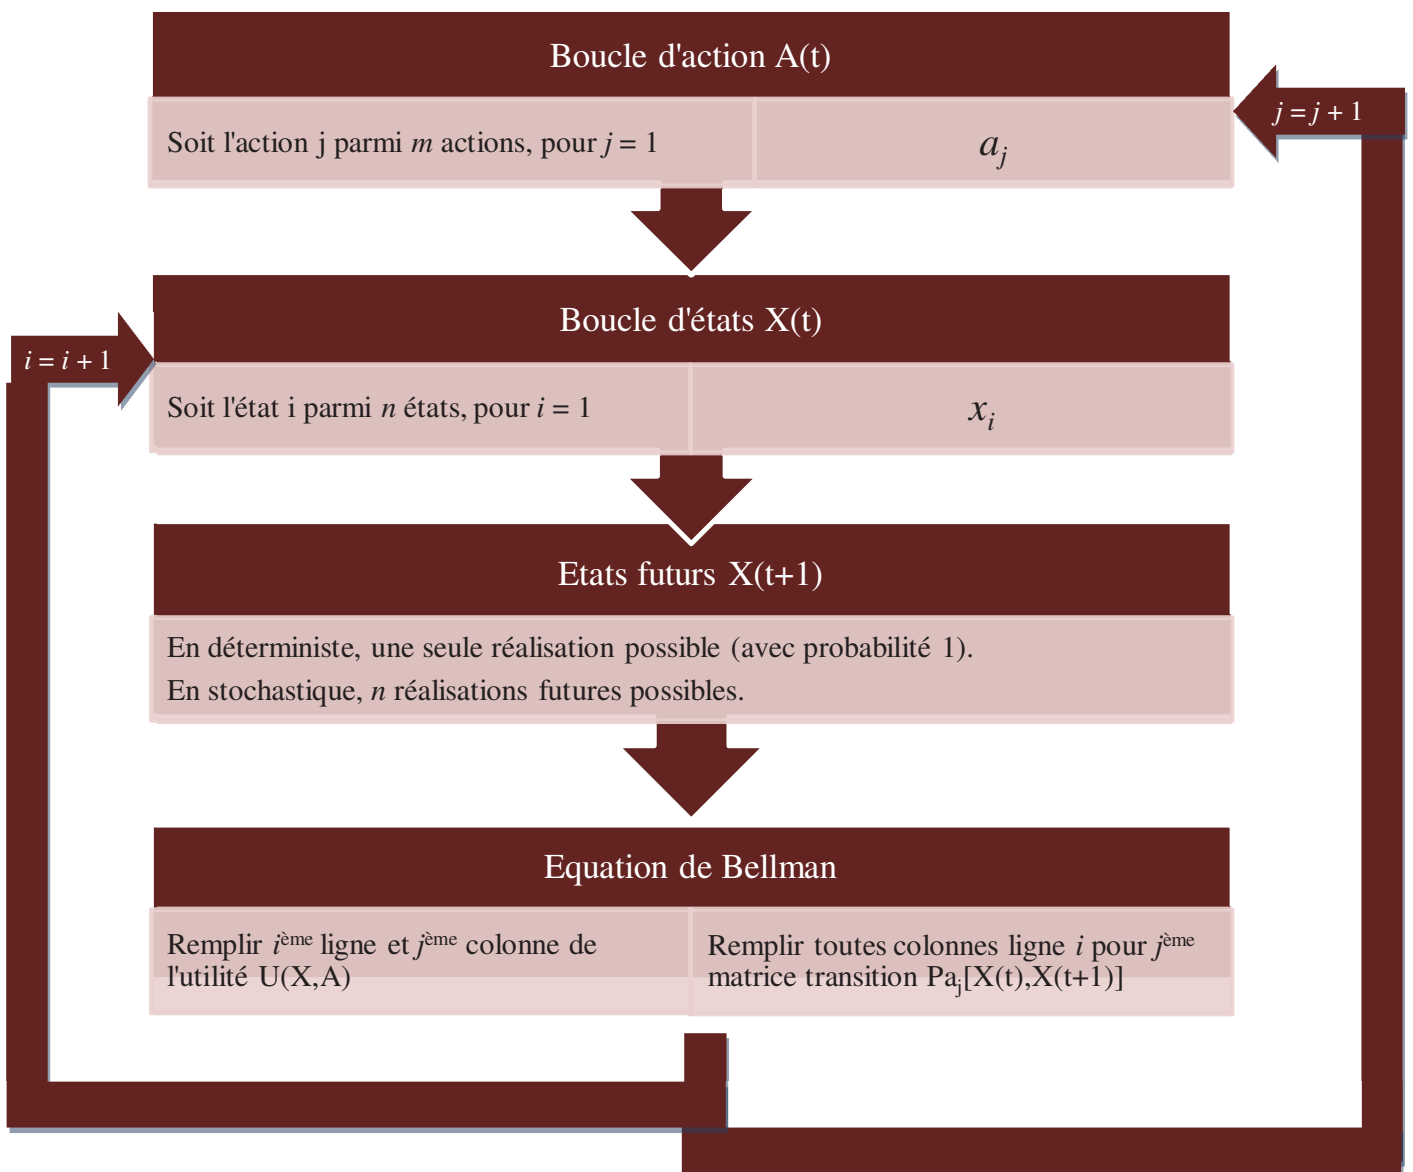 Boucle d'action A(t)
j = j + 1
Soit l'action j parmi m actions, pour j = 1
a_j
Boucle d'états X(t)
i = i + 1
Soit l'état i parmi n états, pour i = 1
x_i
Etats futurs X(t+1)
En déterministe, une seule réalisation possible (avec probabilité 1).
En stochastique, n réalisations futures possibles.
Equation de Bellman
Remplir i^ème ligne et j^ème colonne de
l'utilité U(X,A)
Remplir toutes colonnes ligne i pour j^ème
matrice transition Pa_j[X(t),X(t+1)]